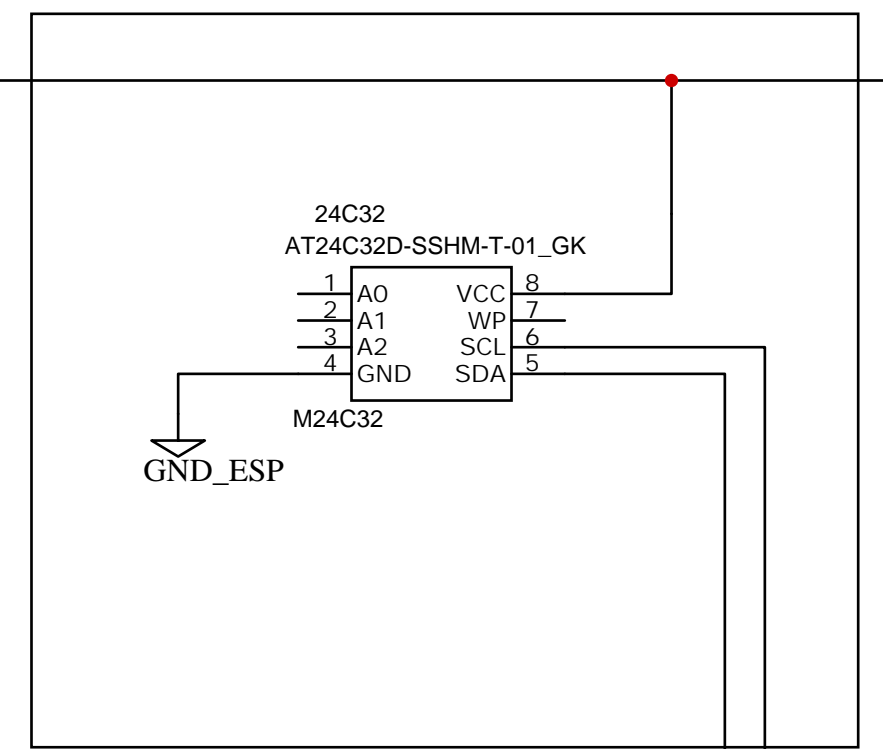 24C32
AT24C32D-SSHM-T-01_GK
1 A0 VCC 8
2 A1 WP 7
3 A2 SCL 6
4 GND SDA 5
M24C32
GND_ESP